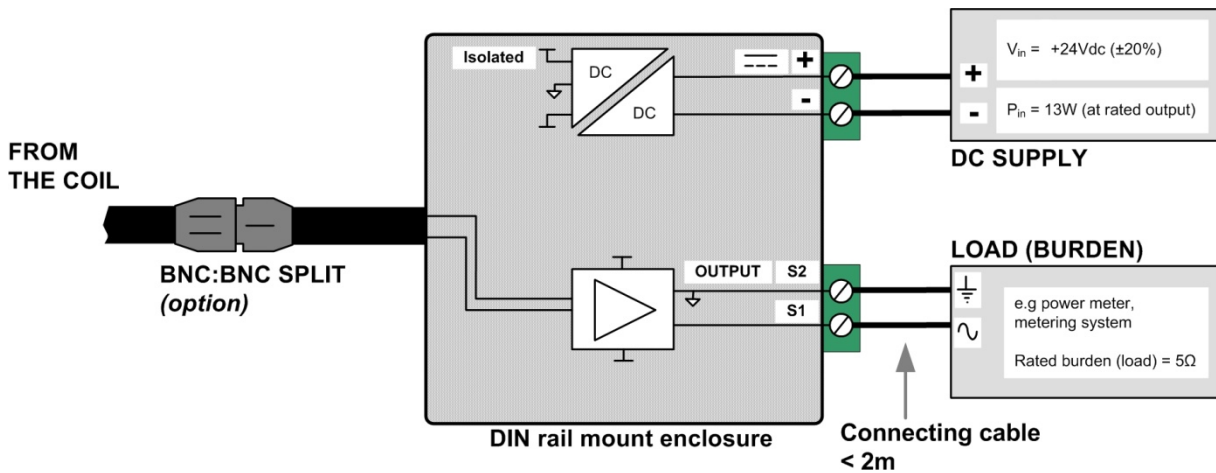 FROM
THE COIL
BNC:BNC SPLIT
(option)
Isolated
DC
DC
+
-
OUTPUT
S2
S1
DIN rail mount enclosure
+
-
Vin = +24Vdc (±20%)
Pin = 13W (at rated output)
DC SUPPLY
LOAD (BURDEN)
e.g power meter,
metering system
Rated burden (load) = 5Ω
Connecting cable
< 2m